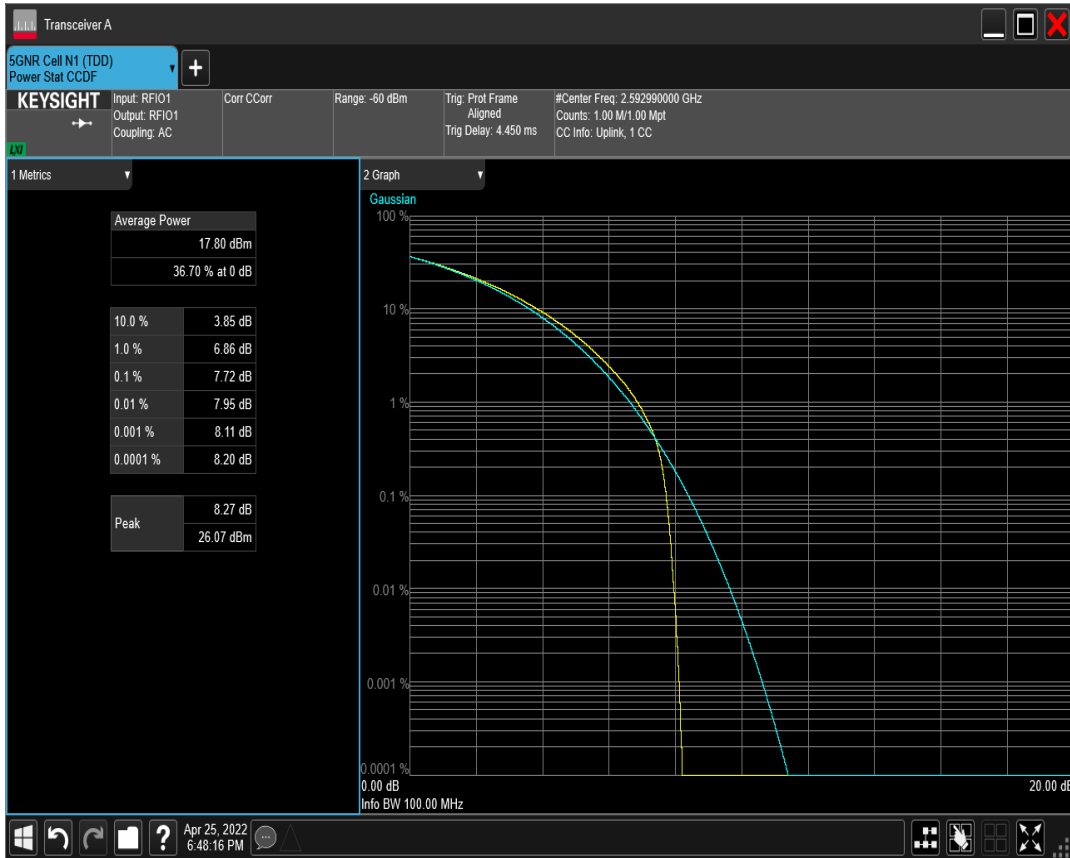 Transceiver A
5GNR Cell N1 (TDD)
Power Stat CCDF
+
KEYSIGHT
LXI
Input: RFIO1
Output: RFIO1
Coupling: AC
Corr CCorr
Range: -60 dBm
Trig: Prot Frame
Aligned
Trig Delay: 4.450 ms
#Center Freq: 2.592990000 GHz
Counts: 1.00 M/1.00 Mpt
CC Info: Uplink, 1 CC
1 Metrics
Average Power
17.80 dBm
36.70 % at 0 dB
10.0 % 3.85 dB
1.0 % 6.86 dB
0.1 % 7.72 dB
0.01 % 7.95 dB
0.001 % 8.11 dB
0.0001 % 8.20 dB
Peak 8.27 dB
26.07 dBm
2 Graph
Gaussian
100 %
10 %
1 %
0.1 %
0.01 %
0.001 %
0.0001 %
0.00 dB 20.00 dB
Info BW 100.00 MHz
? Apr 25, 2022
6:48:16 PM